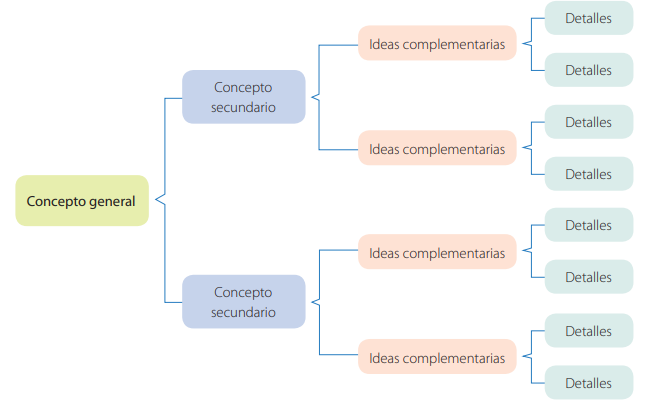 Concepto general
Concepto
secundario
Ideas complementarias
Detalles
Detalles
Ideas complementarias
Detalles
Detalles
Concepto
secundario
Ideas complementarias
Detalles
Detalles
Ideas complementarias
Detalles
Detalles